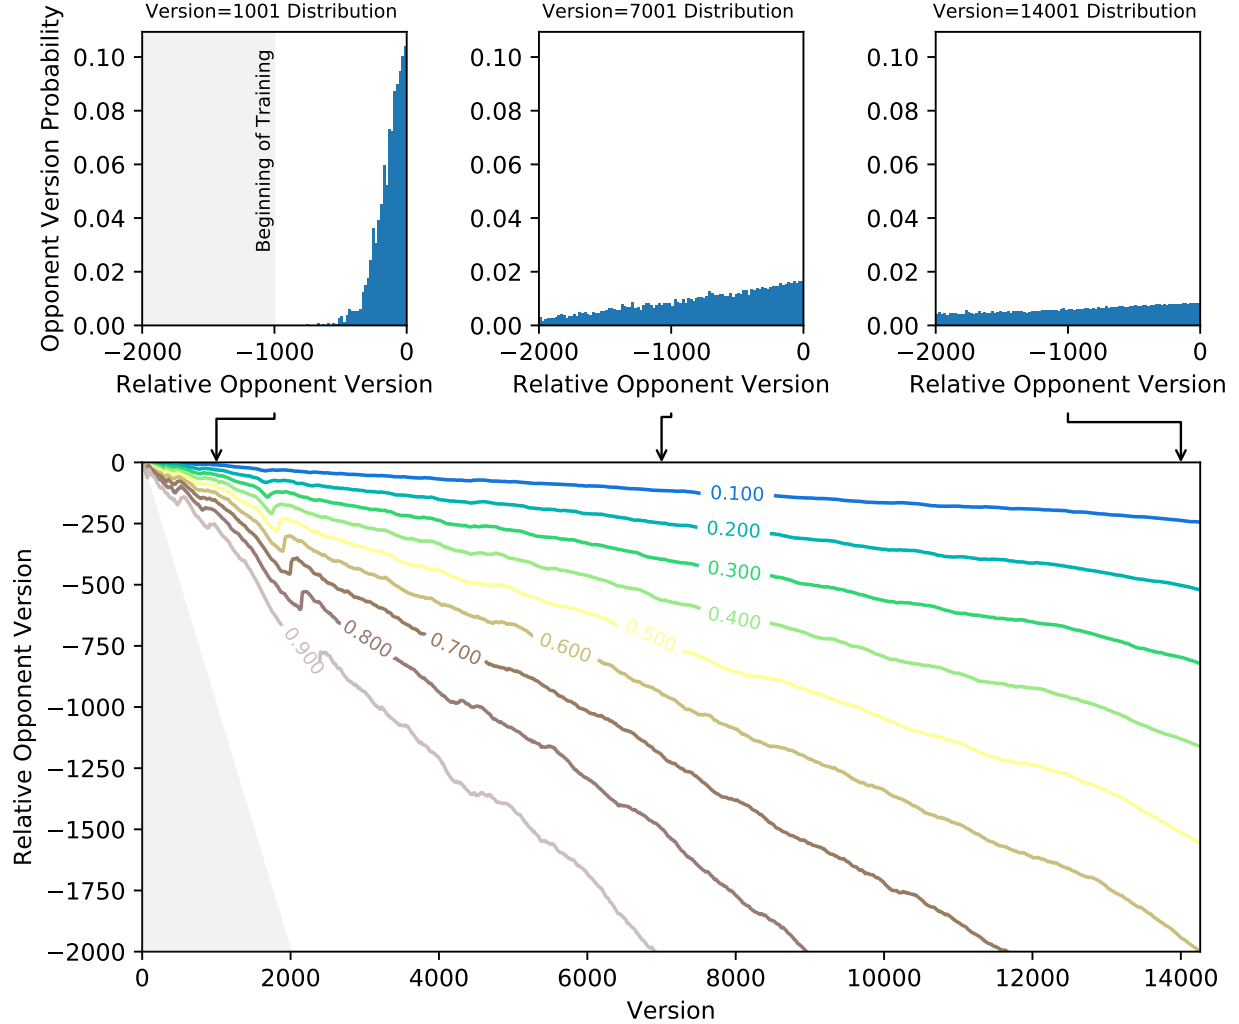 Version=1001 Distribution
Version=7001 Distribution
Version=14001 Distribution
Opponent Version Probability
0.10
0.08
0.06
0.04
0.02
0.00
Beginning of Training
−2000 −1000 0
Relative Opponent Version
0.10
0.08
0.06
0.04
0.02
0.00
−2000 −1000 0
Relative Opponent Version
0.10
0.08
0.06
0.04
0.02
0.00
−2000 −1000 0
Relative Opponent Version
Relative Opponent Version
0
−250
−500
−750
−1000
−1250
−1500
−1750
−2000
0.100
0.200
0.300
0.400
0.500
0.600
0.700
0.800
0.900
0 2000 4000 6000 8000 10000 12000 14000
Version